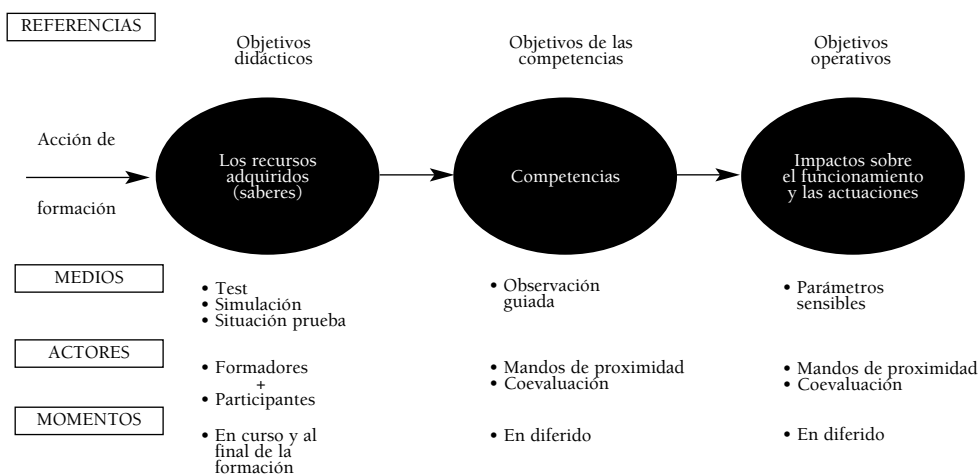 REFERENCIAS
Objetivos
didácticos
Objetivos de las
competencias
Objetivos
operativos
Acción de
formación
Los recursos
adquiridos
(saberes)
Competencias
Impactos sobre
el funcionamiento
y las actuaciones
MEDIOS
• Test
• Simulación
• Situación prueba
• Observación
guiada
• Parámetros
sensibles
ACTORES
• Formadores
+
• Participantes
• Mandos de proximidad
• Coevaluación
• Mandos de proximidad
• Coevaluación
MOMENTOS
• En curso y al
final de la
formación
• En diferido
• En diferido